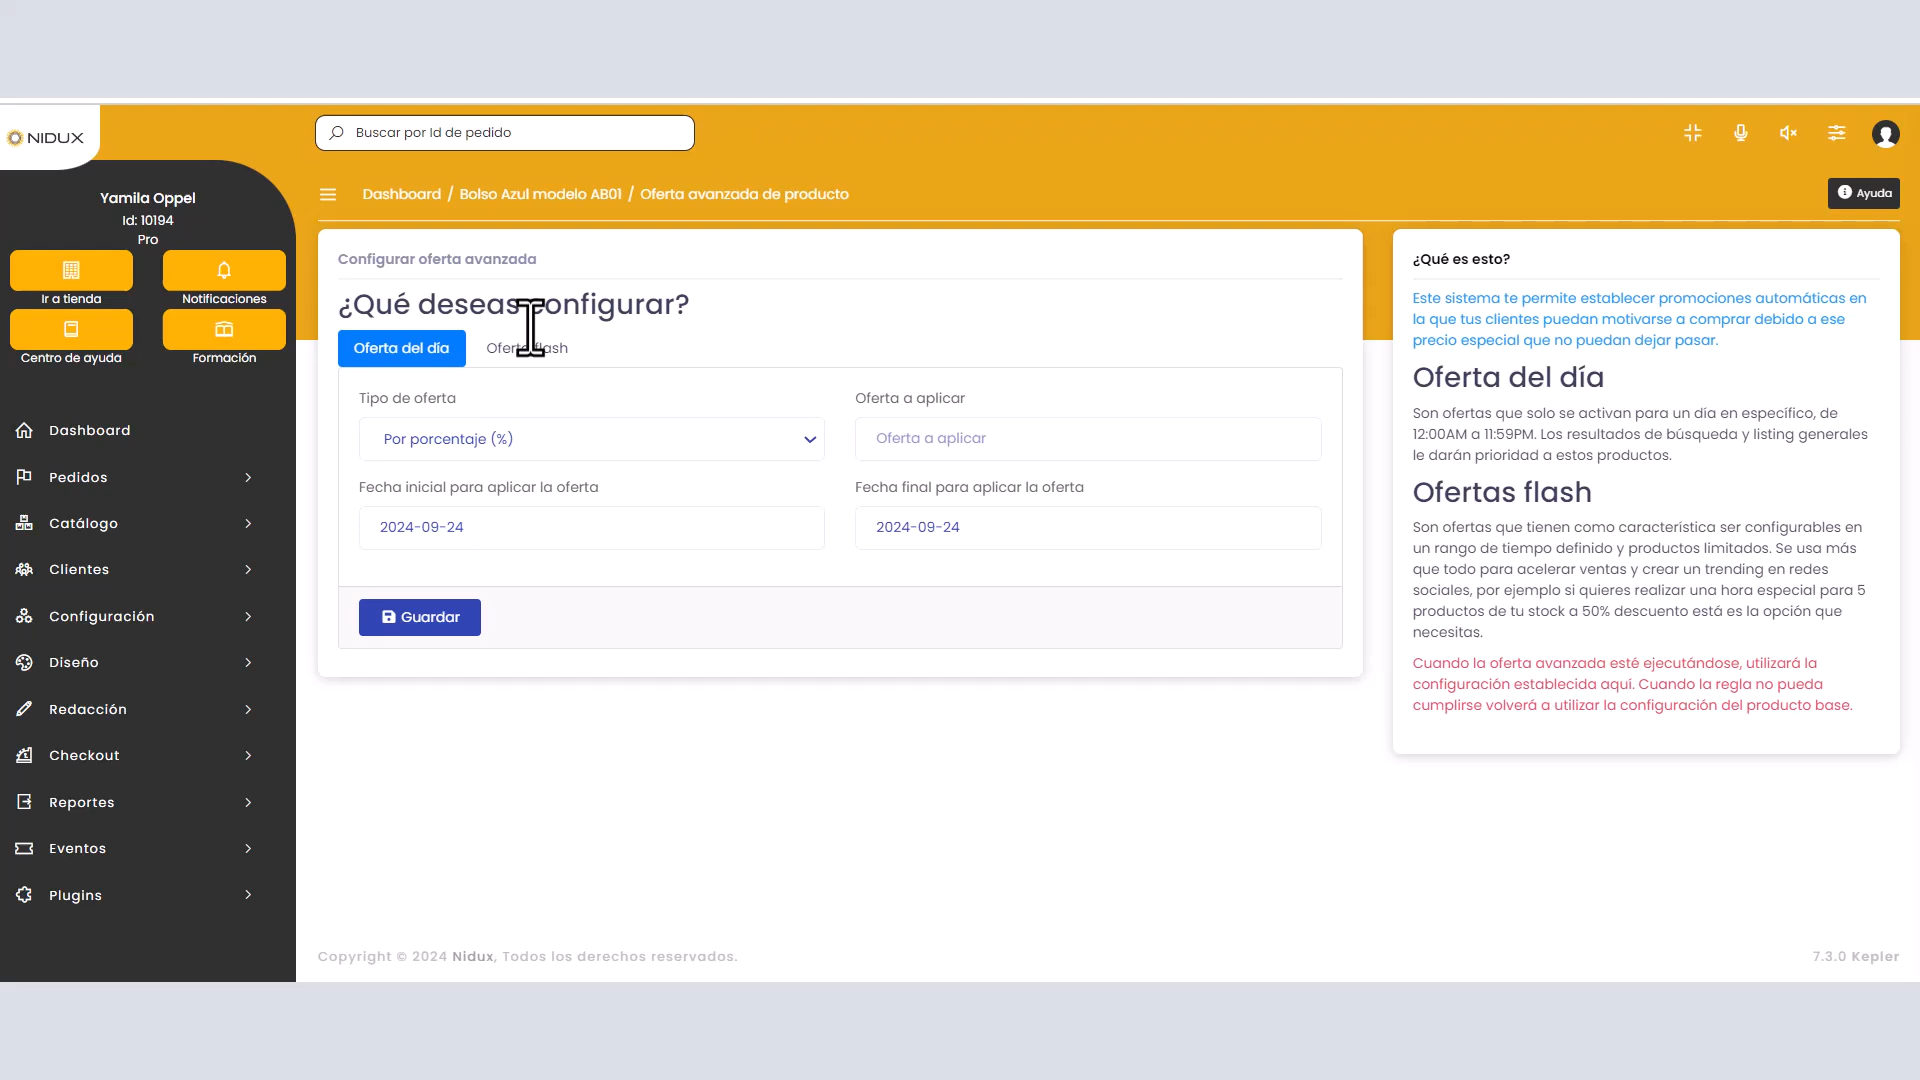 NIDUX
Buscar por Id de pedido
Yamila Oppel
Id: 10194
Pro
Ir a tienda
Notificaciones
Centro de ayuda
Formación
Dashboard
Pedidos
Catálogo
Clientes
Configuración
Diseño
Redacción
Checkout
Reportes
Eventos
Plugins
Dashboard / Bolso Azul modelo AB01 / Oferta avanzada de producto
Ayuda
Configurar oferta avanzada
¿Qué deseas configurar?
Oferta del día
Oferta flash
Tipo de oferta
Por porcentaje (%)
Oferta a aplicar
Oferta a aplicar
Fecha inicial para aplicar la oferta
2024-09-24
Fecha final para aplicar la oferta
2024-09-24
Guardar
¿Qué es esto?
Este sistema te permite establecer promociones automáticas en
la que tus clientes puedan motivarse a comprar debido a ese
precio especial que no puedan dejar pasar.
Oferta del día
Son ofertas que solo se activan para un día en específico, de
12:00AM a 11:59PM. Los resultados de búsqueda y listing generales
le darán prioridad a estos productos.
Ofertas flash
Son ofertas que tienen como característica ser configurables en
un rango de tiempo definido y productos limitados. Se usa más
que todo para acelerar ventas y crear un trending en redes
sociales, por ejemplo si quieres realizar una hora especial para 5
productos de tu stock a 50% descuento está es la opción que
necesitas.
Cuando la oferta avanzada esté ejecutándose, utilizará la
configuración establecida aquí. Cuando la regla no pueda
cumplirse volverá a utilizar la configuración del producto base.
Copyright © 2024 Nidux, Todos los derechos reservados.
7.3.0 Kepler